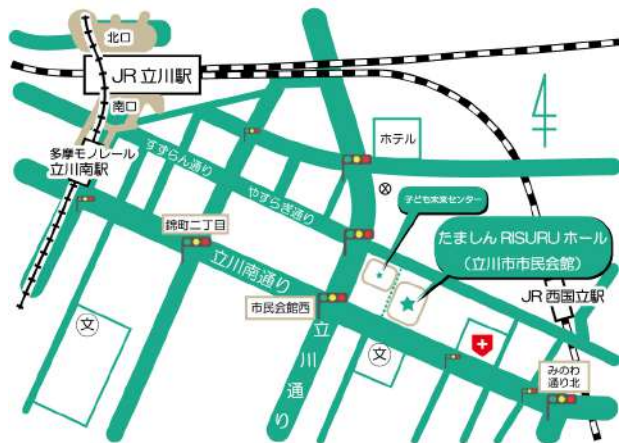 北口
JR 立川駅
南口
多摩モノレール
立川南駅
すずらん通り
やすらぎ通り
ホテル
子ども未来センター
たましん RISURU ホール
(立川市市民会館)
錦町二丁目
立川南通り
市民会館西
立川通り
JR 西国立駅
文
文
みのわ
通り北